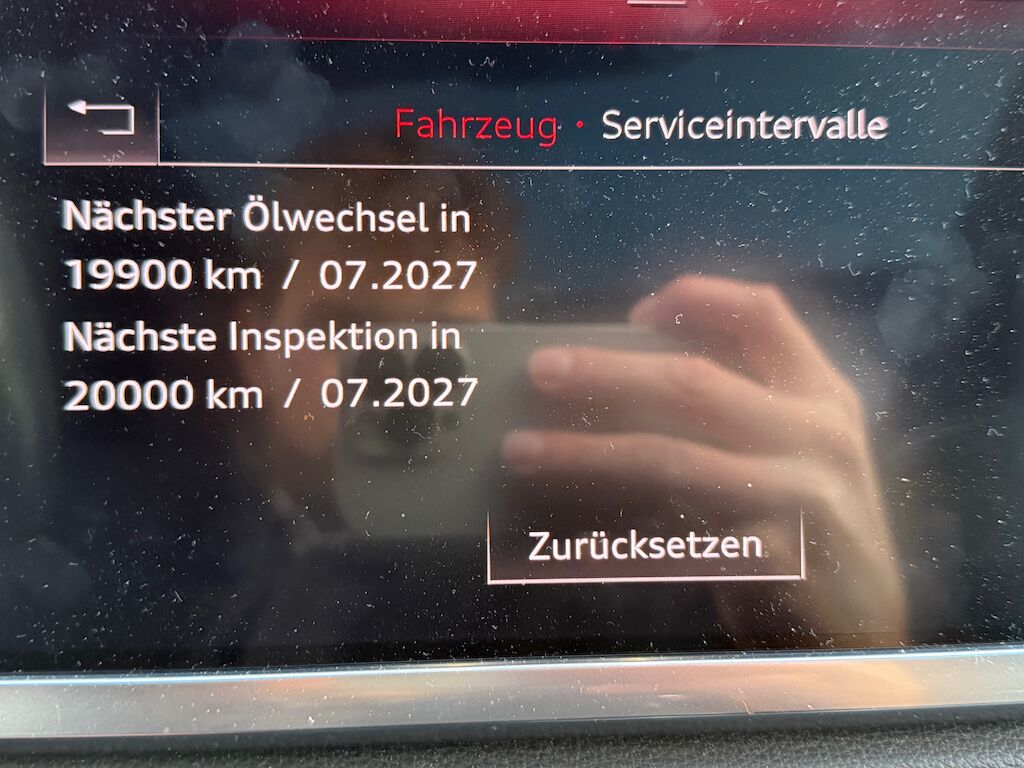 Fahrzeug • Serviceintervalle
Nächster Ölwechsel in
19900 km / 07.2027
Nächste Inspektion in
20000 km / 07.2027
Zurücksetzen